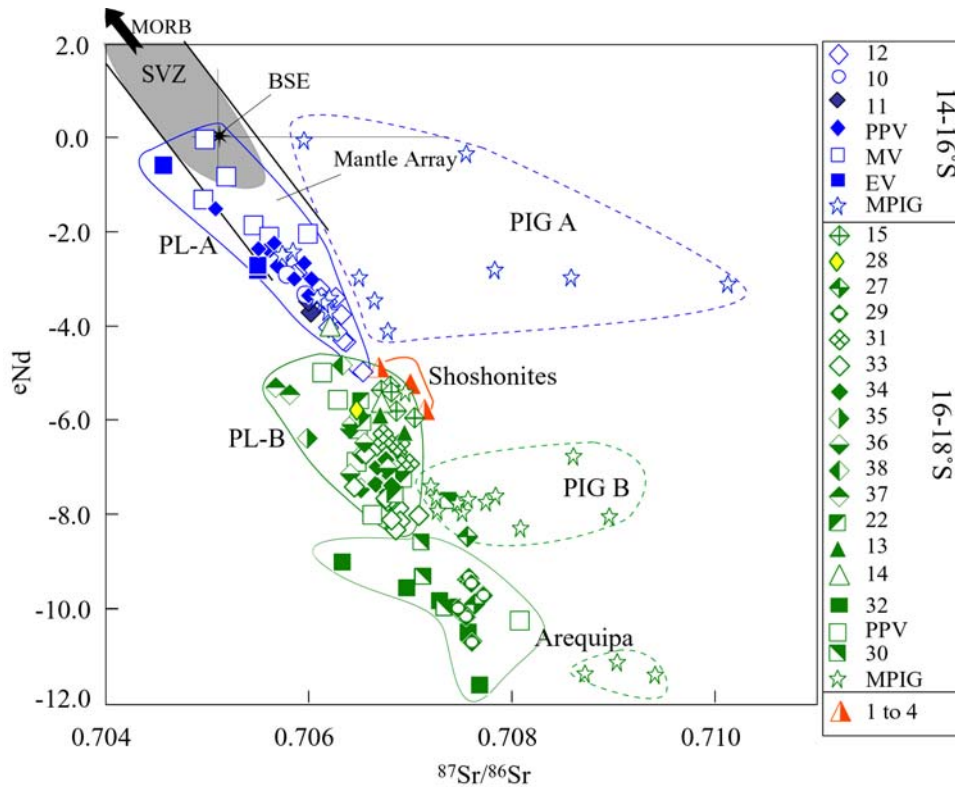 MORB
2.0
SVZ
BSE
0.0
Mantle Array
-2.0
PL-A
PIG A
-4.0
Shoshonites
-6.0
PL-B
PIG B
-8.0
-10.0
Arequipa
-12.0
eNd
0.704
0.706
0.708
0.710
⁸⁷Sr/⁸⁶Sr
12
10
11
PPV
MV
EV
MPIG
14-16°S
15
28
27
29
31
33
34
35
36
38
37
22
13
14
32
PPV
30
MPIG
16-18°S
1 to 4